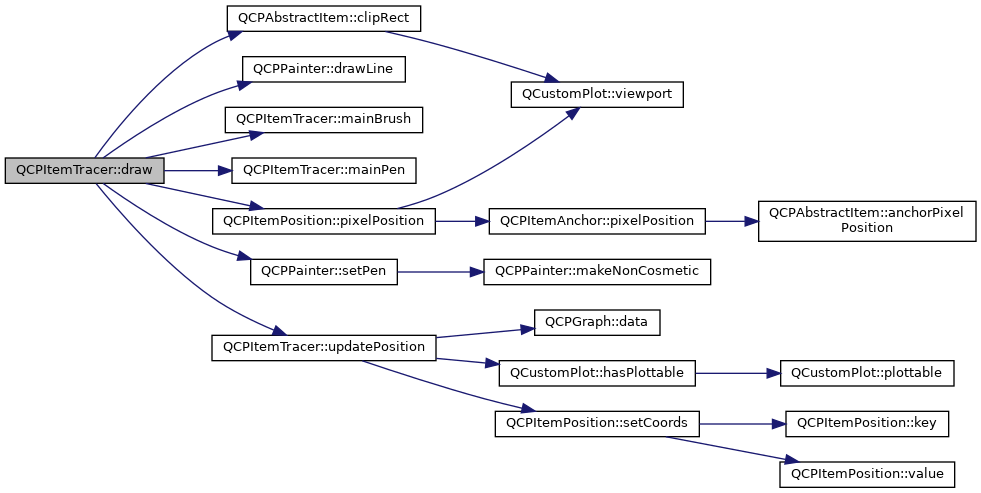 QCPItemTracer::draw
QCPAbstractItem::clipRect
QCPPainter::drawLine
QCPItemTracer::mainBrush
QCPItemTracer::mainPen
QCPItemPosition::pixelPosition
QCPPainter::setPen
QCPItemTracer::updatePosition
QCustomPlot::viewport
QCPItemAnchor::pixelPosition
QCPAbstractItem::anchorPixel
Position
QCPPainter::makeNonCosmetic
QCPGraph::data
QCustomPlot::hasPlottable
QCustomPlot::plottable
QCPItemPosition::setCoords
QCPItemPosition::key
QCPItemPosition::value